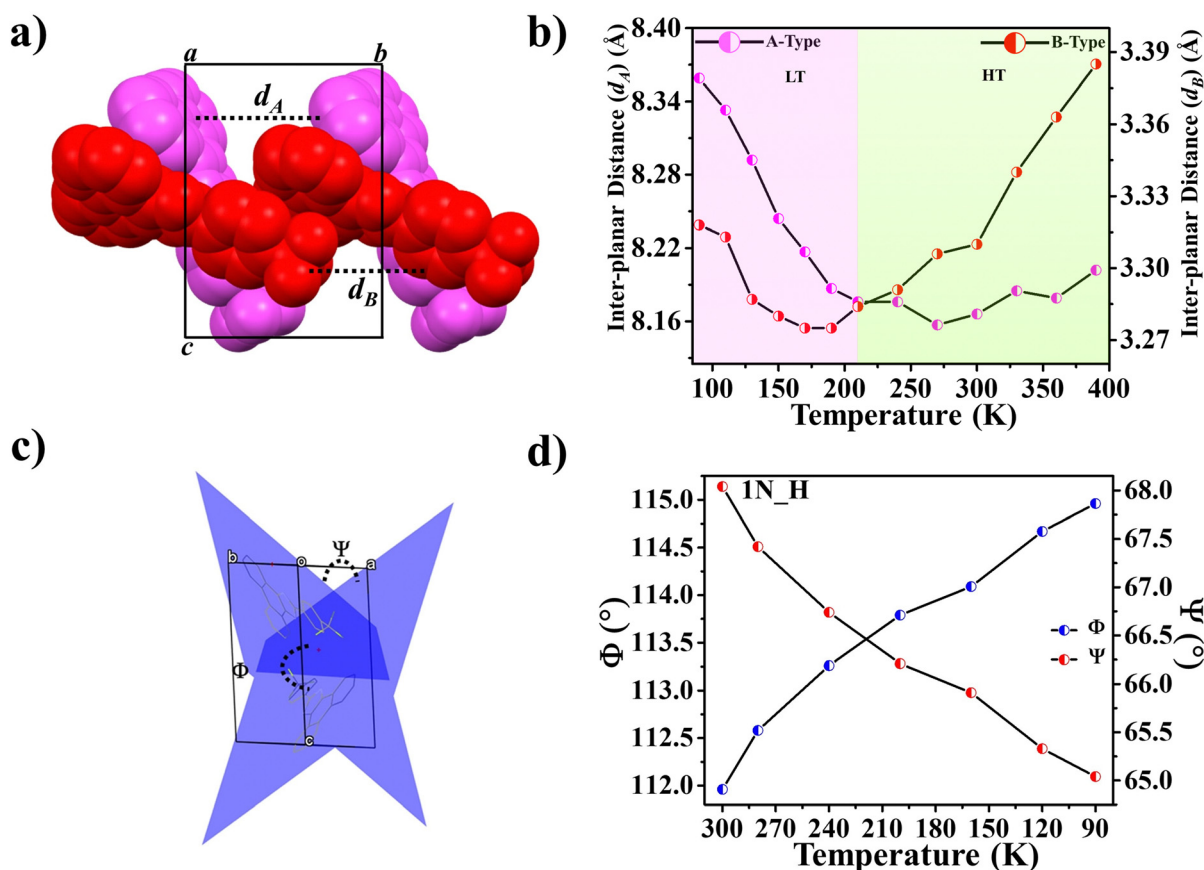 a)
a
b
d_A
d_B
c
b)
8.40
8.34
8.28
8.22
8.16
Inter-planar Distance (d_A) (Å)
A-Type
B-Type
LT
HT
3.39
3.36
3.33
3.30
3.27
Inter-planar Distance (d_B) (Å)
100 150 200 250 300 350 400
Temperature (K)
c)
Ψ
b
o
a
Φ
c
d)
1N_H
115.0
114.5
114.0
113.5
113.0
112.5
112.0
Φ (°)
Φ
Ψ
68.0
67.5
67.0
66.5
66.0
65.5
65.0
Ψ (°)
300 270 240 210 180 150 120 90
Temperature (K)